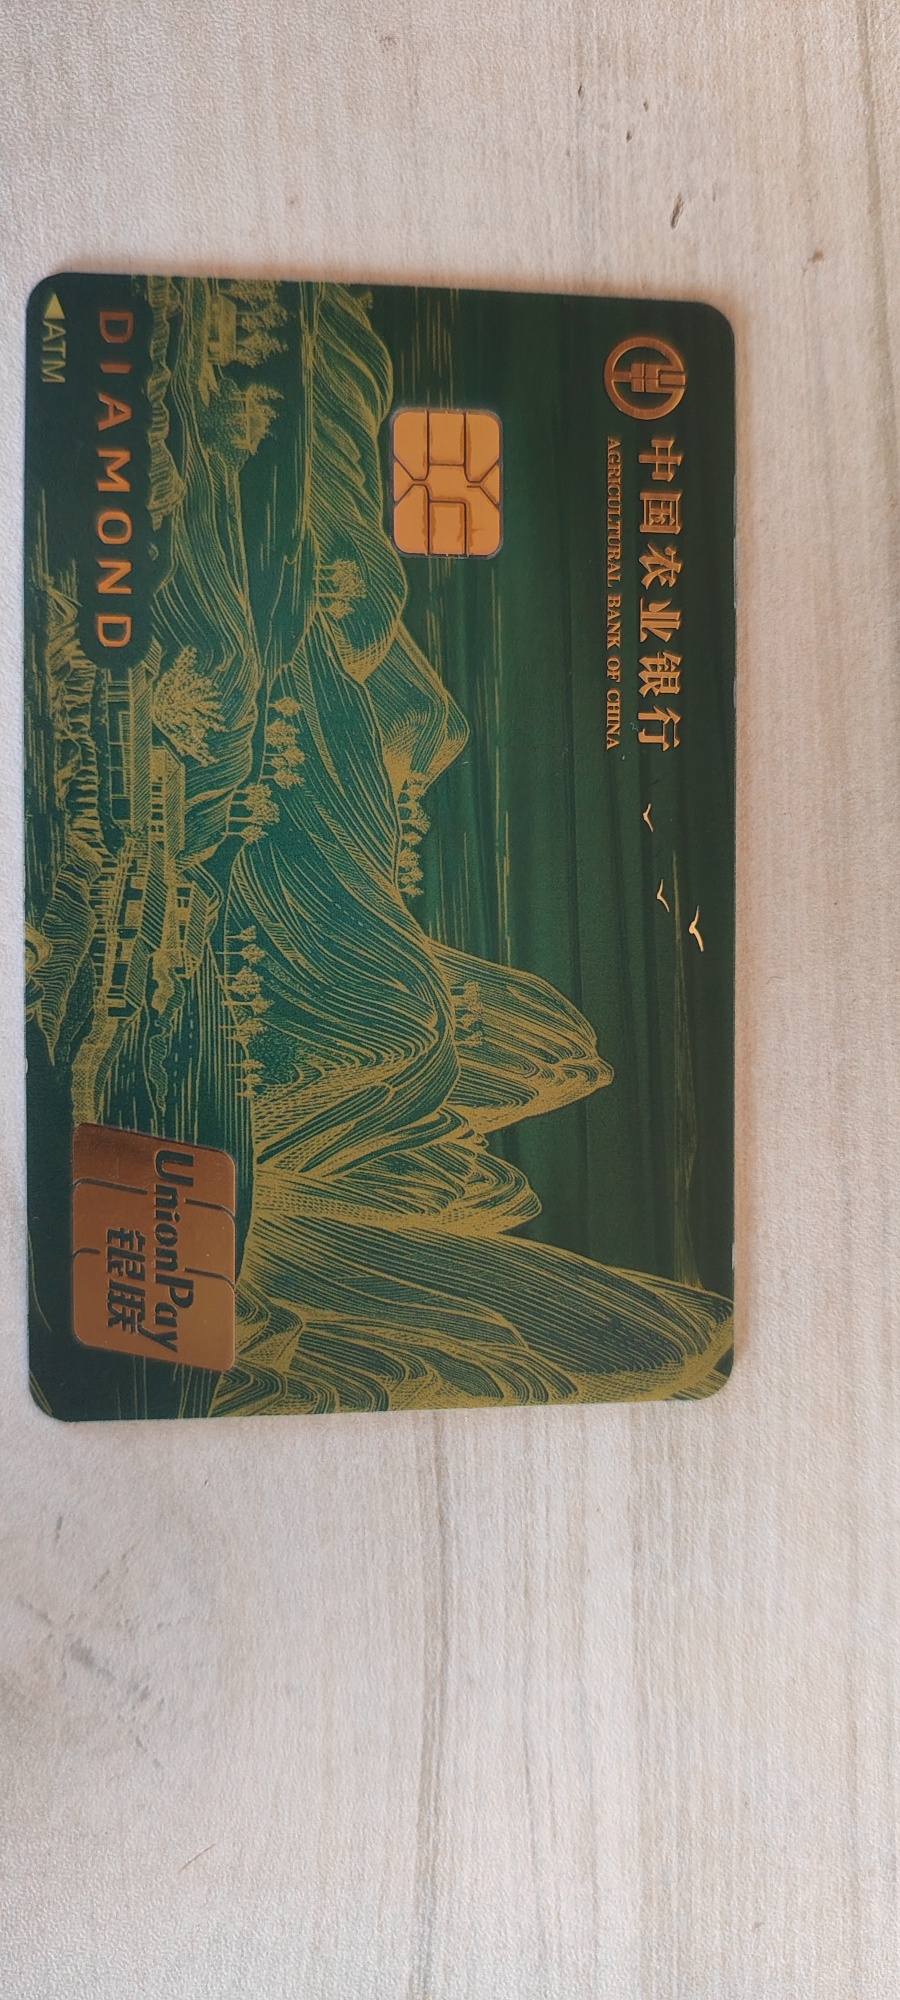 中国农业银行
AGRICULTURAL BANK OF CHINA
DIAMOND
ATM
UnionPay
银联